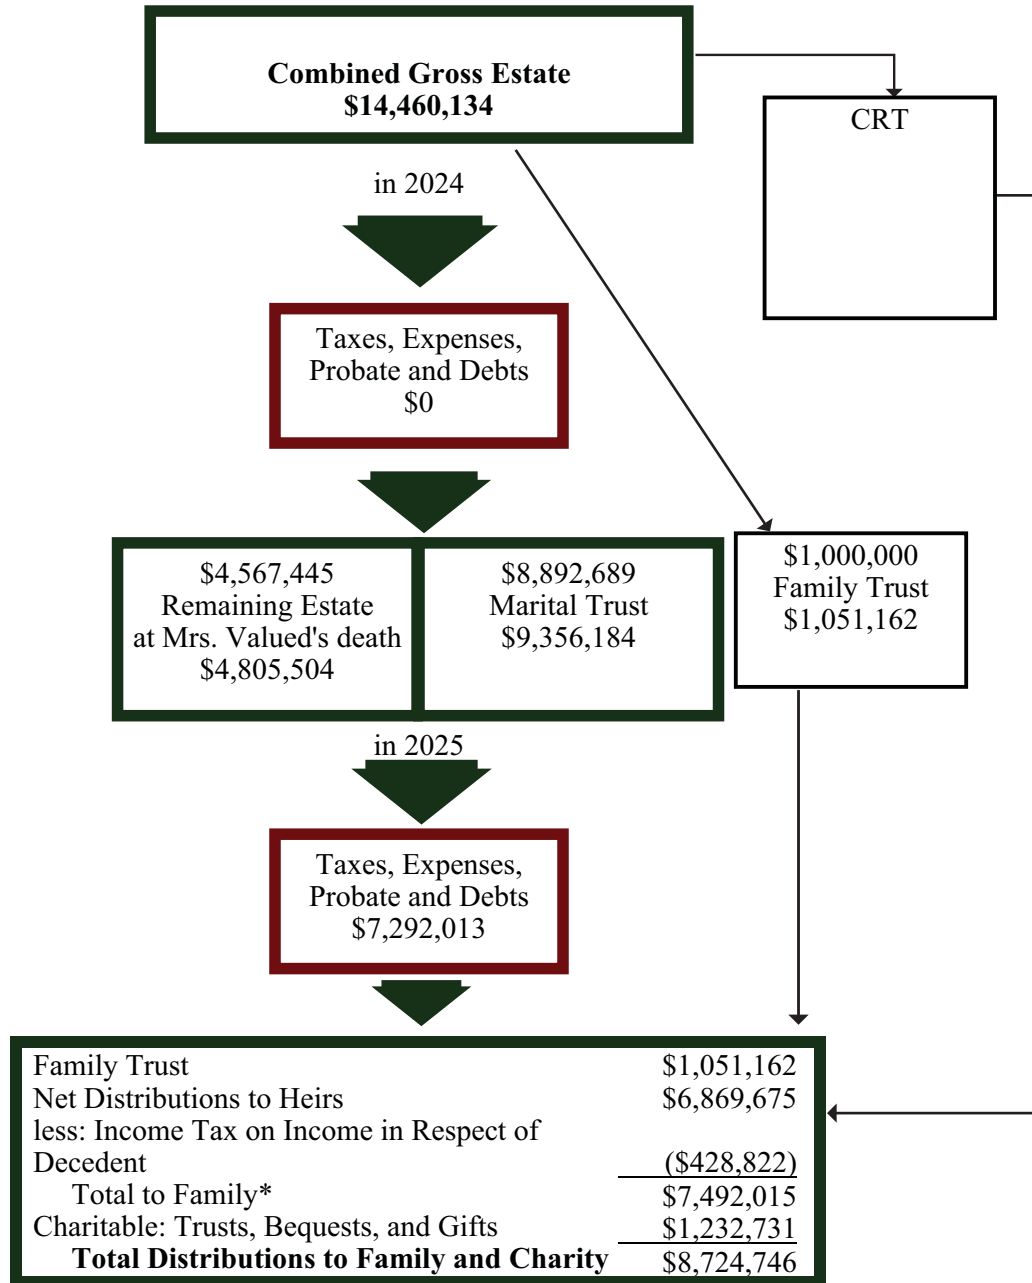 Combined Gross Estate
$14,460,134
CRT
in 2024
Taxes, Expenses,
Probate and Debts
$0
$4,567,445
Remaining Estate
at Mrs. Valued's death
$4,805,504
$8,892,689
Marital Trust
$9,356,184
$1,000,000
Family Trust
$1,051,162
in 2025
Taxes, Expenses,
Probate and Debts
$7,292,013
Family Trust $1,051,162
Net Distributions to Heirs $6,869,675
less: Income Tax on Income in Respect of
Decedent ($428,822)
Total to Family* $7,492,015
Charitable: Trusts, Bequests, and Gifts $1,232,731
Total Distributions to Family and Charity $8,724,746